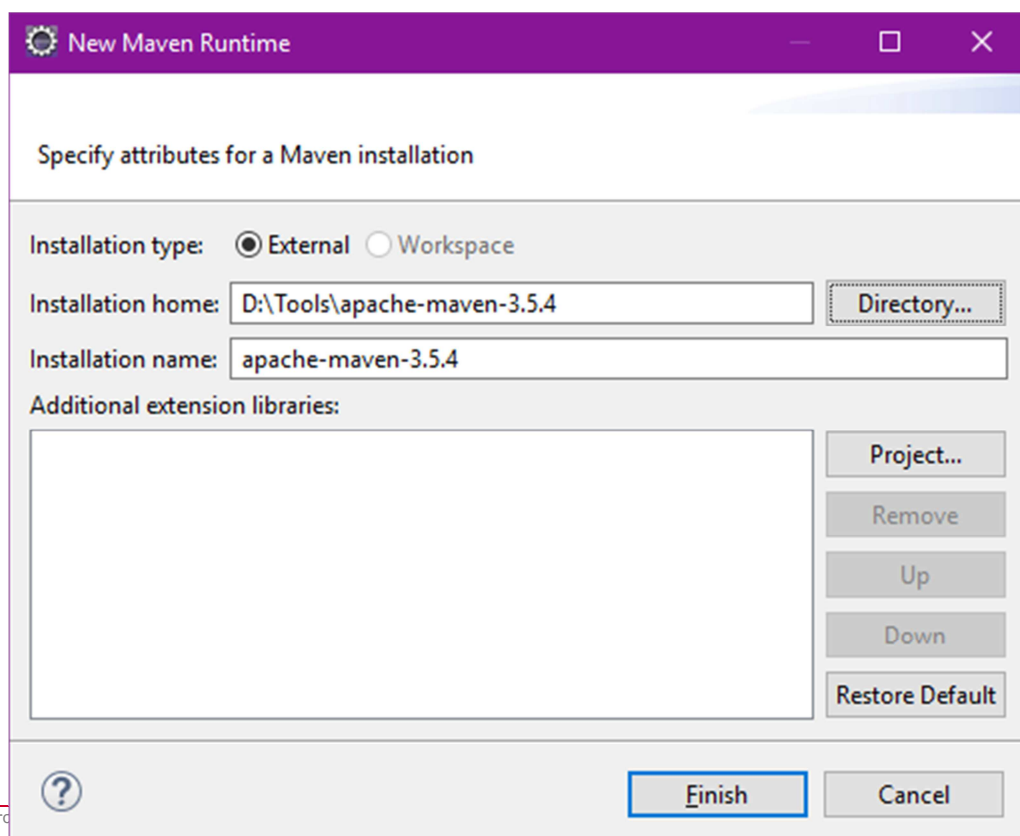 New Maven Runtime
Specify attributes for a Maven installation
Installation type: External Workspace
Installation home: D:\Tools\apache-maven-3.5.4 Directory...
Installation name: apache-maven-3.5.4
Additional extension libraries:
Project...
Remove
Up
Down
Restore Default
? Finish Cancel